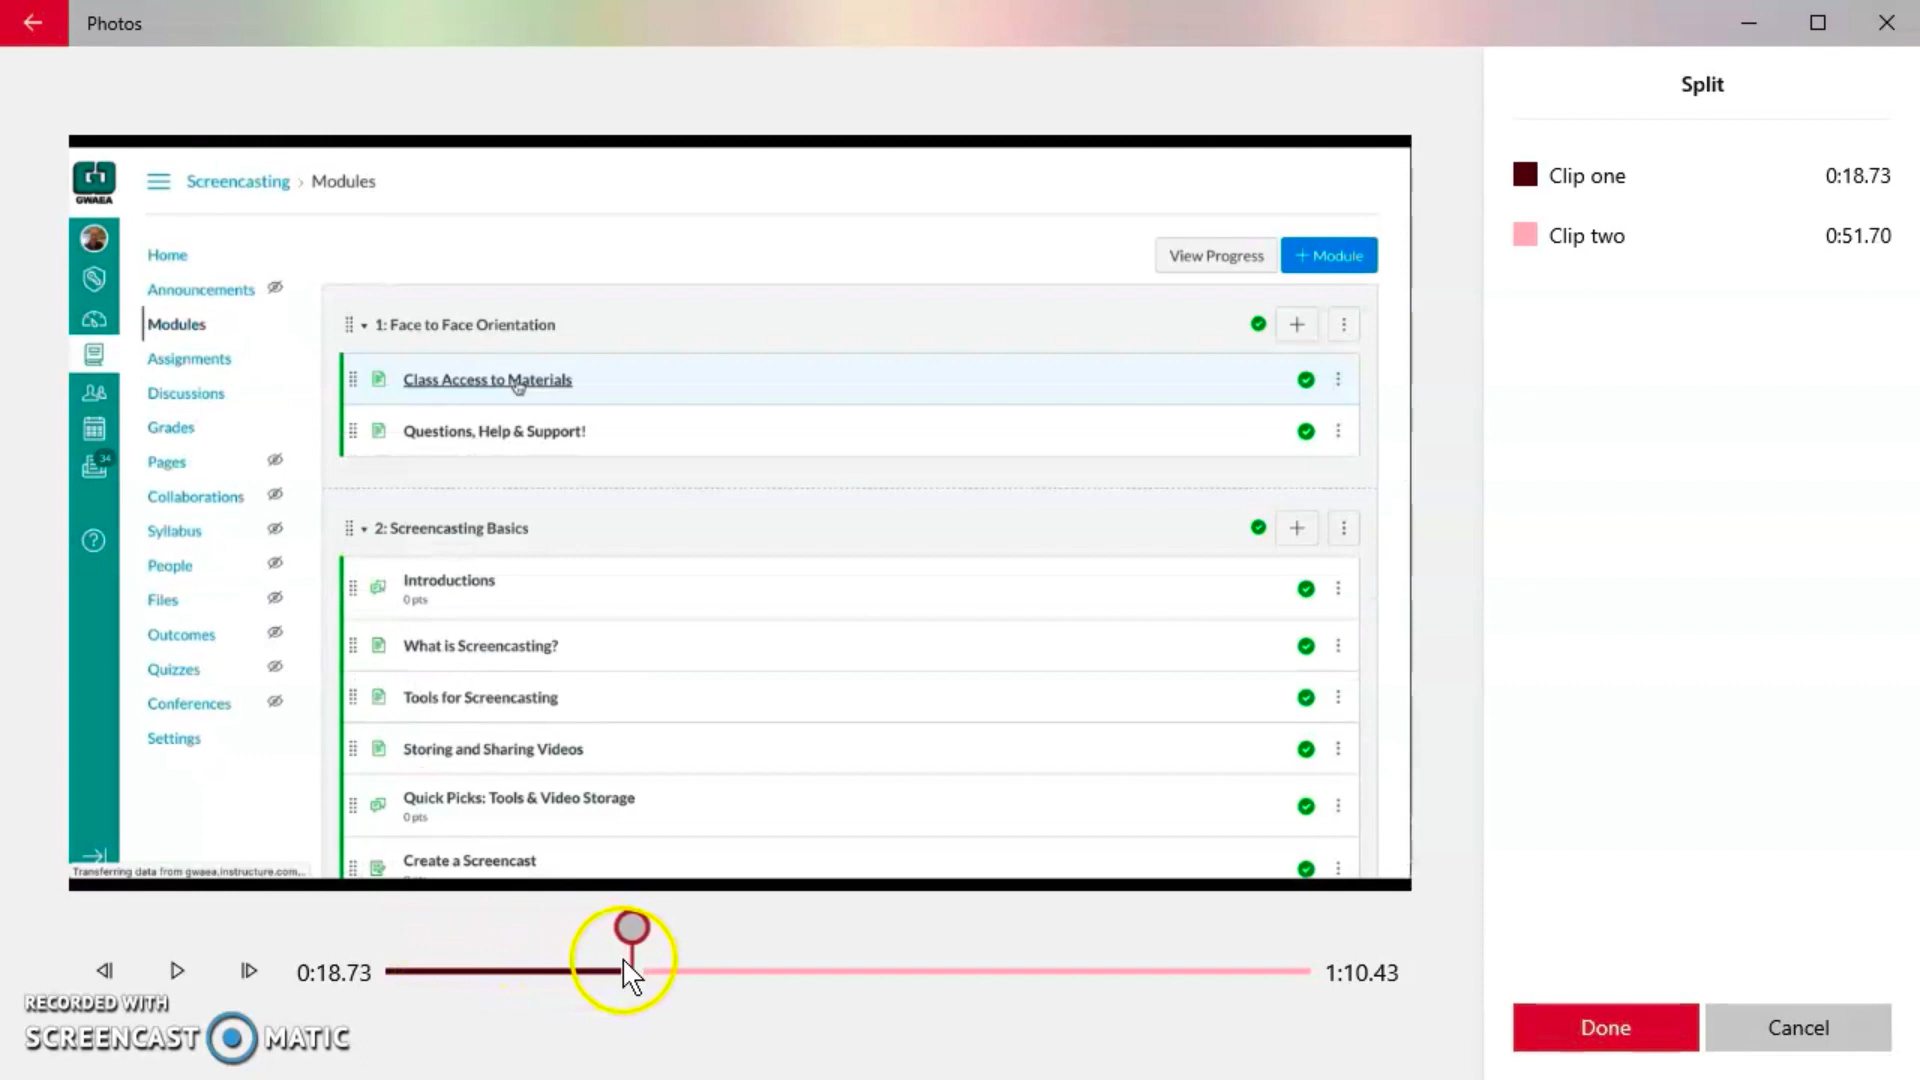 Photos
Split
Clip one 0:18.73
Clip two 0:51.70
GWAEA
Screencasting › Modules
Home
Announcements
Modules
Assignments
Discussions
Grades
Pages
Collaborations
Syllabus
People
Files
Outcomes
Quizzes
Conferences
Settings
34
View Progress + Module
1: Face to Face Orientation
Class Access to Materials
Questions, Help & Support!
2: Screencasting Basics
Introductions
0 pts
What is Screencasting?
Tools for Screencasting
Storing and Sharing Videos
Quick Picks: Tools & Video Storage
0 pts
Create a Screencast
Transferring data from gwaea.instructure.com...
0:18.73 1:10.43
RECORDED WITH
SCREENCAST MATIC
Done Cancel